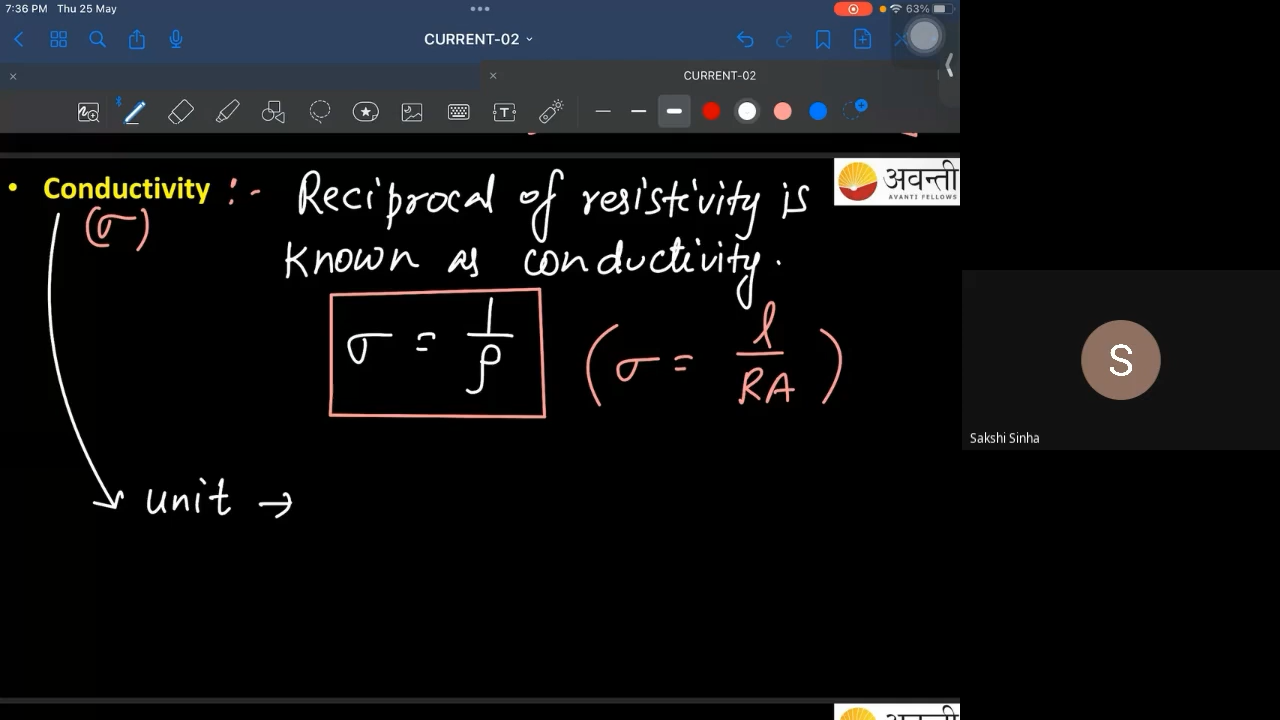 7:36 PM Thu 25 May
63%
CURRENT-02
CURRENT-02
• Conductivity :- Reciprocal of resistivity is
(σ)
known as conductivity.
σ = 1/ρ (σ = l/RA)
unit →
अवन्ती
AVANTI FELLOWS
S
Sakshi Sinha